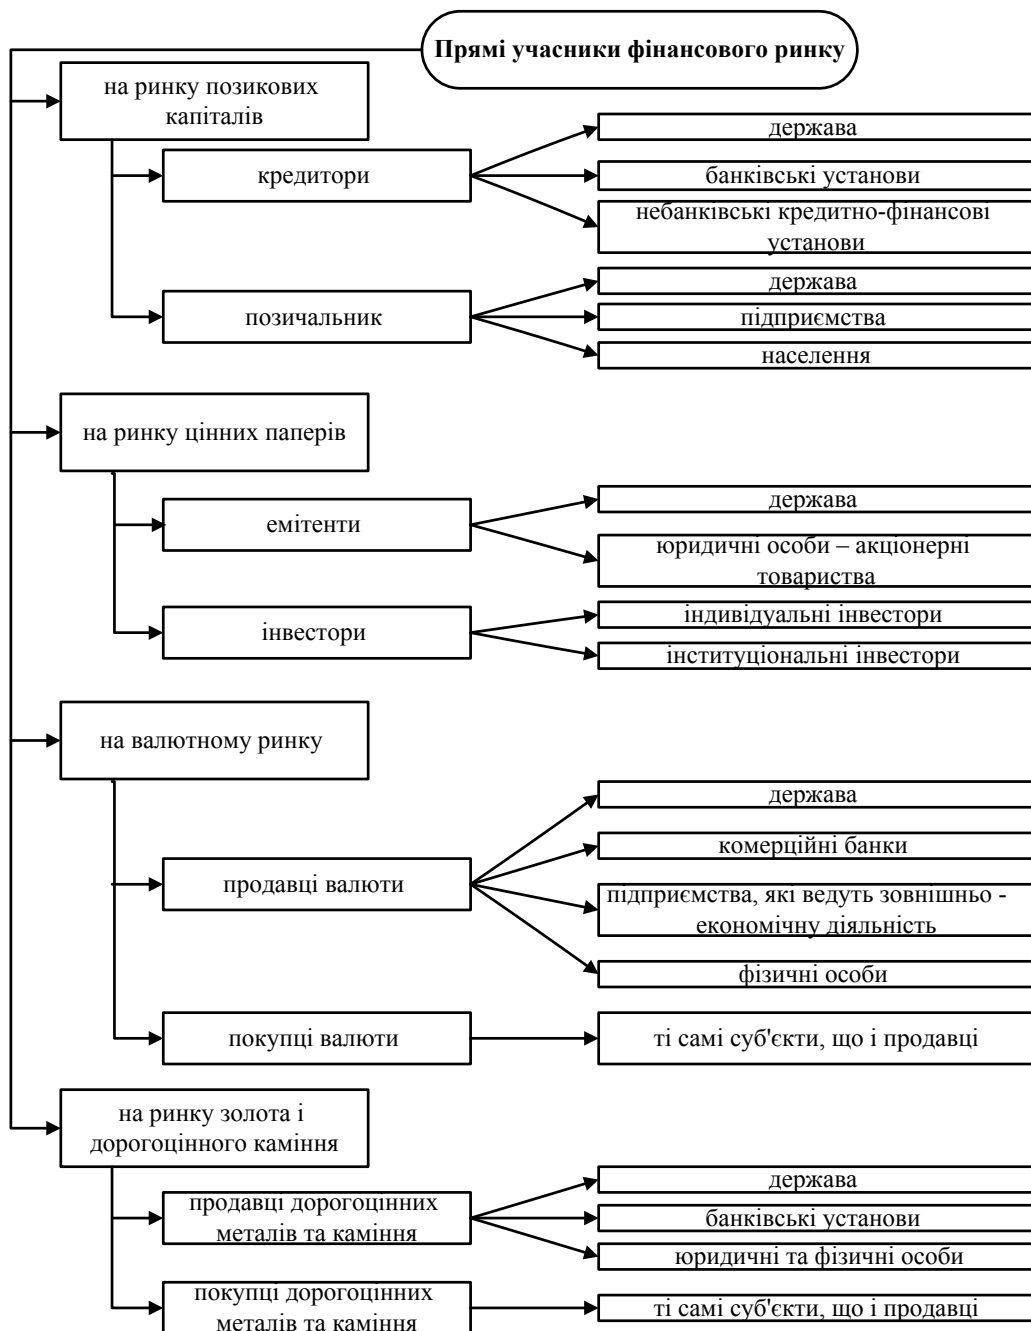 Прямі учасники фінансового ринку
на ринку позикових
капіталів
кредитори
держава
банківські установи
небанківські кредитно-фінансові
установи
позичальник
держава
підприємства
населення
на ринку цінних паперів
емітенти
держава
юридичні особи – акціонерні
товариства
інвестори
індивідуальні інвестори
інституціональні інвестори
на валютному ринку
продавці валюти
держава
комерційні банки
підприємства, які ведуть зовнішньо -
економічну діяльність
фізичні особи
покупці валюти
ті самі суб'єкти, що і продавці
на ринку золота і
дорогоцінного каміння
продавці дорогоцінних
металів та каміння
держава
банківські установи
юридичні та фізичні особи
покупці дорогоцінних
металів та каміння
ті самі суб'єкти, що і продавці